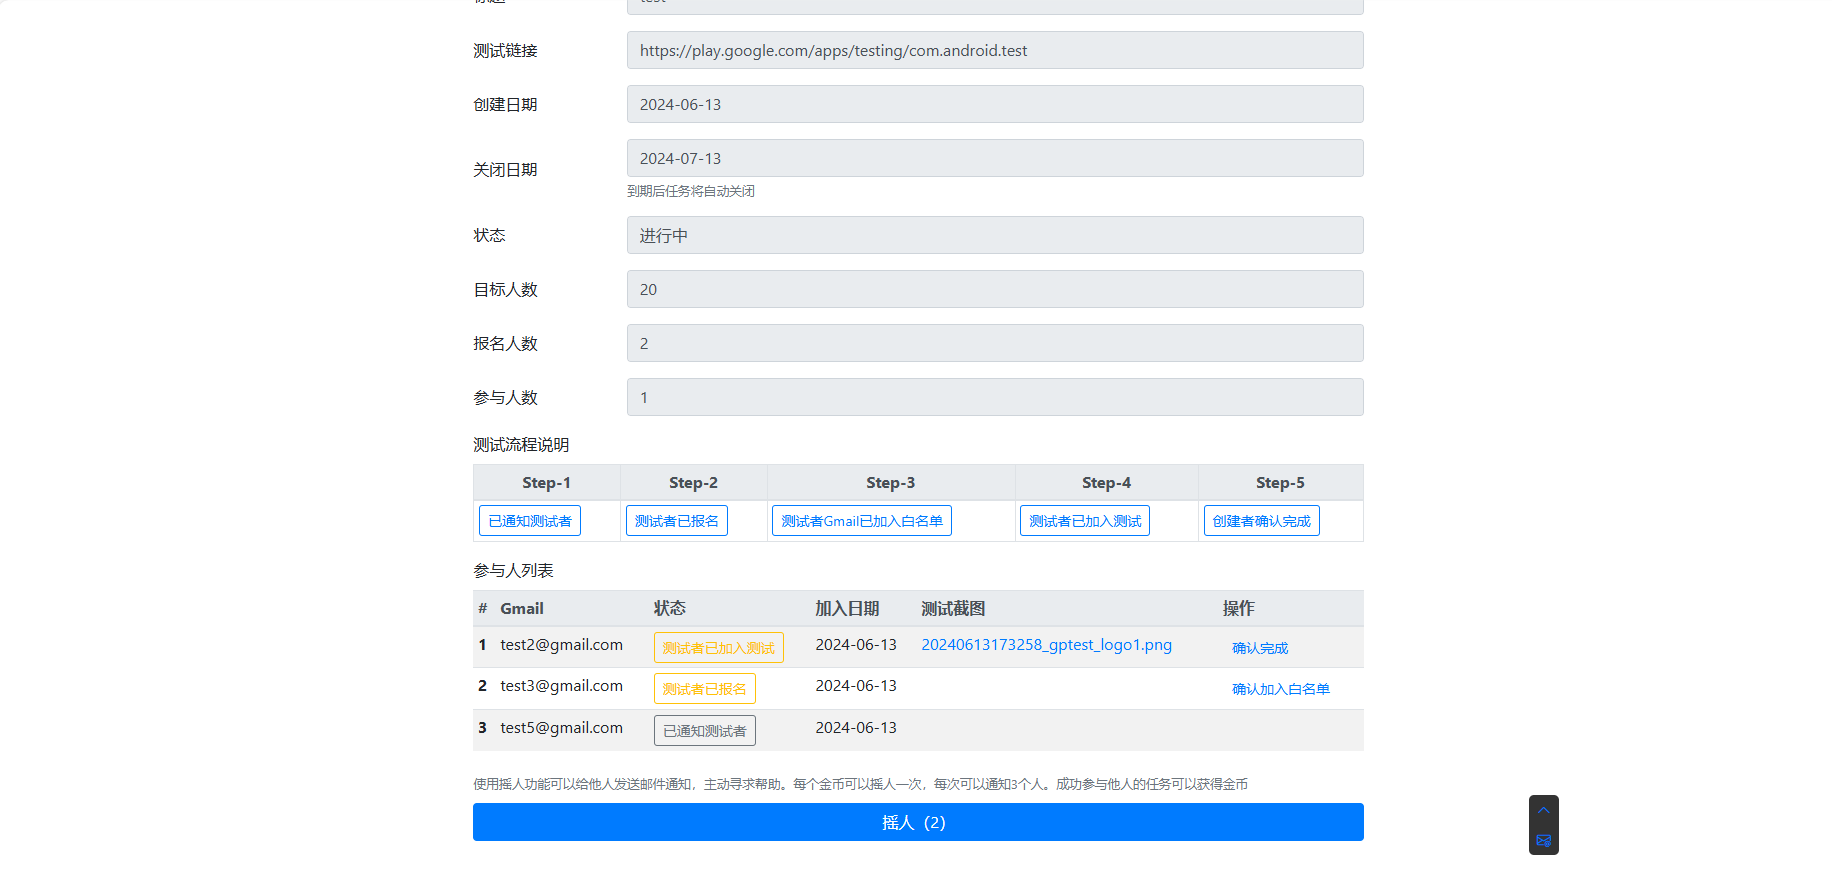 测试链接
https://play.google.com/apps/testing/com.android.test
创建日期
2024-06-13
关闭日期
2024-07-13
到期后任务将自动关闭
状态
进行中
目标人数
20
报名人数
2
参与人数
1
测试流程说明
Step-1 Step-2 Step-3 Step-4 Step-5
已通知测试者 测试者已报名 测试者Gmail已加入白名单 测试者已加入测试 创建者确认完成
参与人列表
# Gmail 状态 加入日期 测试截图 操作
1 test2@gmail.com 测试者已加入测试 2024-06-13 20240613173258_gptest_logo1.png 确认完成
2 test3@gmail.com 测试者已报名 2024-06-13 确认加入白名单
3 test5@gmail.com 已通知测试者 2024-06-13
使用摇人功能可以给他人发送邮件通知，主动寻求帮助。每个金币可以摇人一次，每次可以通知3个人。成功参与他人的任务可以获得金币
摇人（2）